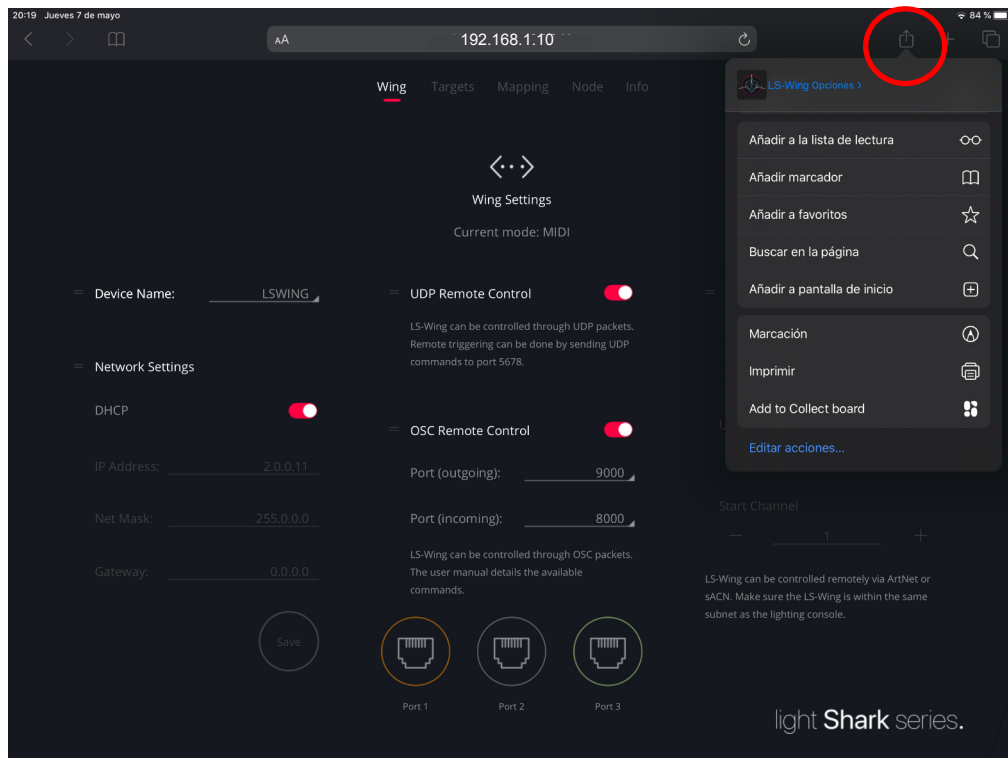 20:19 Jueves 7 de mayo
84 %
AA
192.168.1.10
Wing Targets Mapping Node Info
LS-Wing Opciones >
Añadir a la lista de lectura
Añadir marcador
Añadir a favoritos
Buscar en la página
Añadir a pantalla de inicio
Marcación
Imprimir
Add to Collect board
Editar acciones...
Wing Settings
Current mode: MIDI
Device Name: LSWING
Network Settings
DHCP
IP Address: 2.0.0.11
Net Mask: 255.0.0.0
Gateway: 0.0.0.0
Save
UDP Remote Control
LS-Wing can be controlled through UDP packets.
Remote triggering can be done by sending UDP
commands to port 5678.
OSC Remote Control
Port (outgoing): 9000
Port (incoming): 8000
LS-Wing can be controlled through OSC packets.
The user manual details the available
commands.
Port 1 Port 2 Port 3
Start Channel
— 1 +
LS-Wing can be controlled remotely via ArtNet or
sACN. Make sure the LS-Wing is within the same
subnet as the lighting console.
light Shark series.